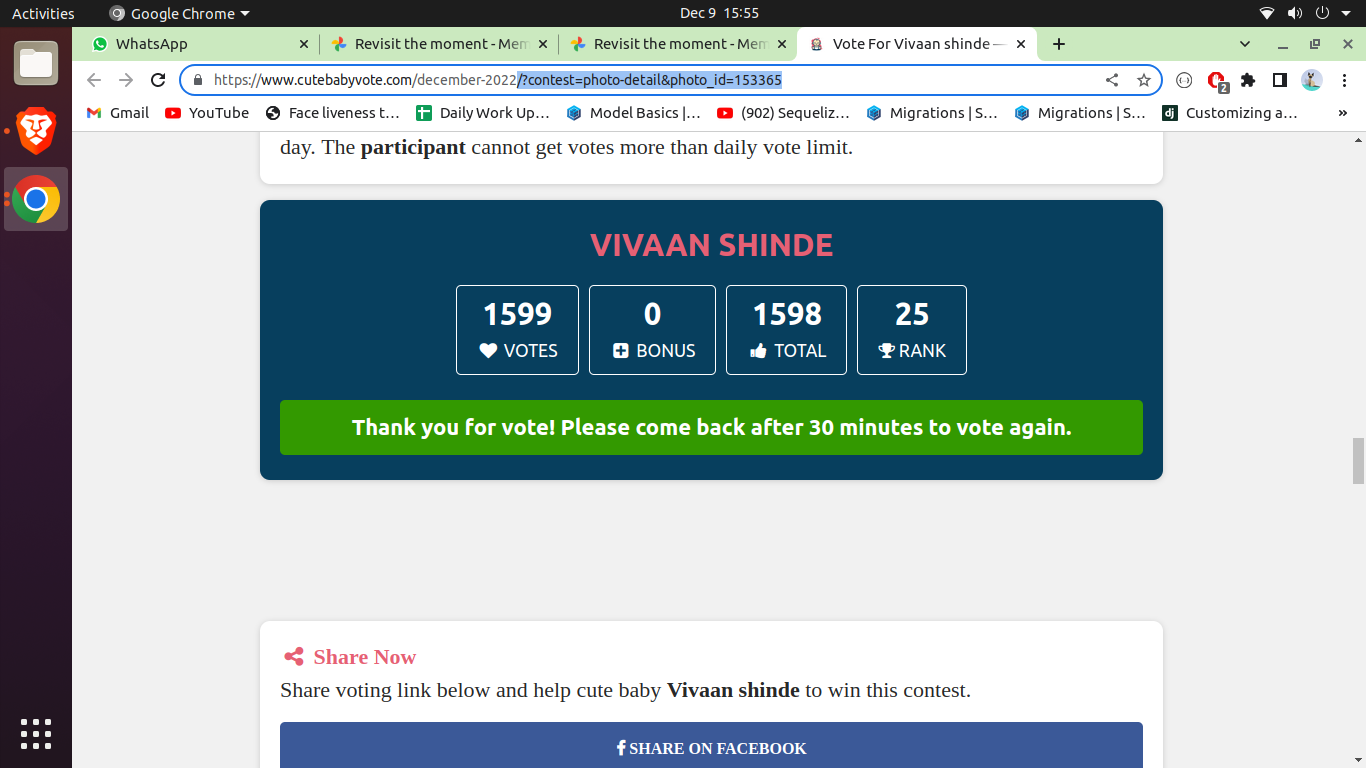 Activities
Google Chrome
Dec 9 15:55
WhatsApp
Revisit the moment - Mem
Revisit the moment - Mem
Vote For Vivaan shinde —
https://www.cutebabyvote.com/december-2022/?contest=photo-detail&photo_id=153365
2
Gmail
YouTube
Face liveness t...
Daily Work Up...
Model Basics |...
(902) Sequeliz...
Migrations | S...
Migrations | S...
dj
Customizing a...
»
day. The participant cannot get votes more than daily vote limit.
VIVAAN SHINDE
1599
VOTES
0
BONUS
1598
TOTAL
25
RANK
Thank you for vote! Please come back after 30 minutes to vote again.
Share Now
Share voting link below and help cute baby Vivaan shinde to win this contest.
SHARE ON FACEBOOK